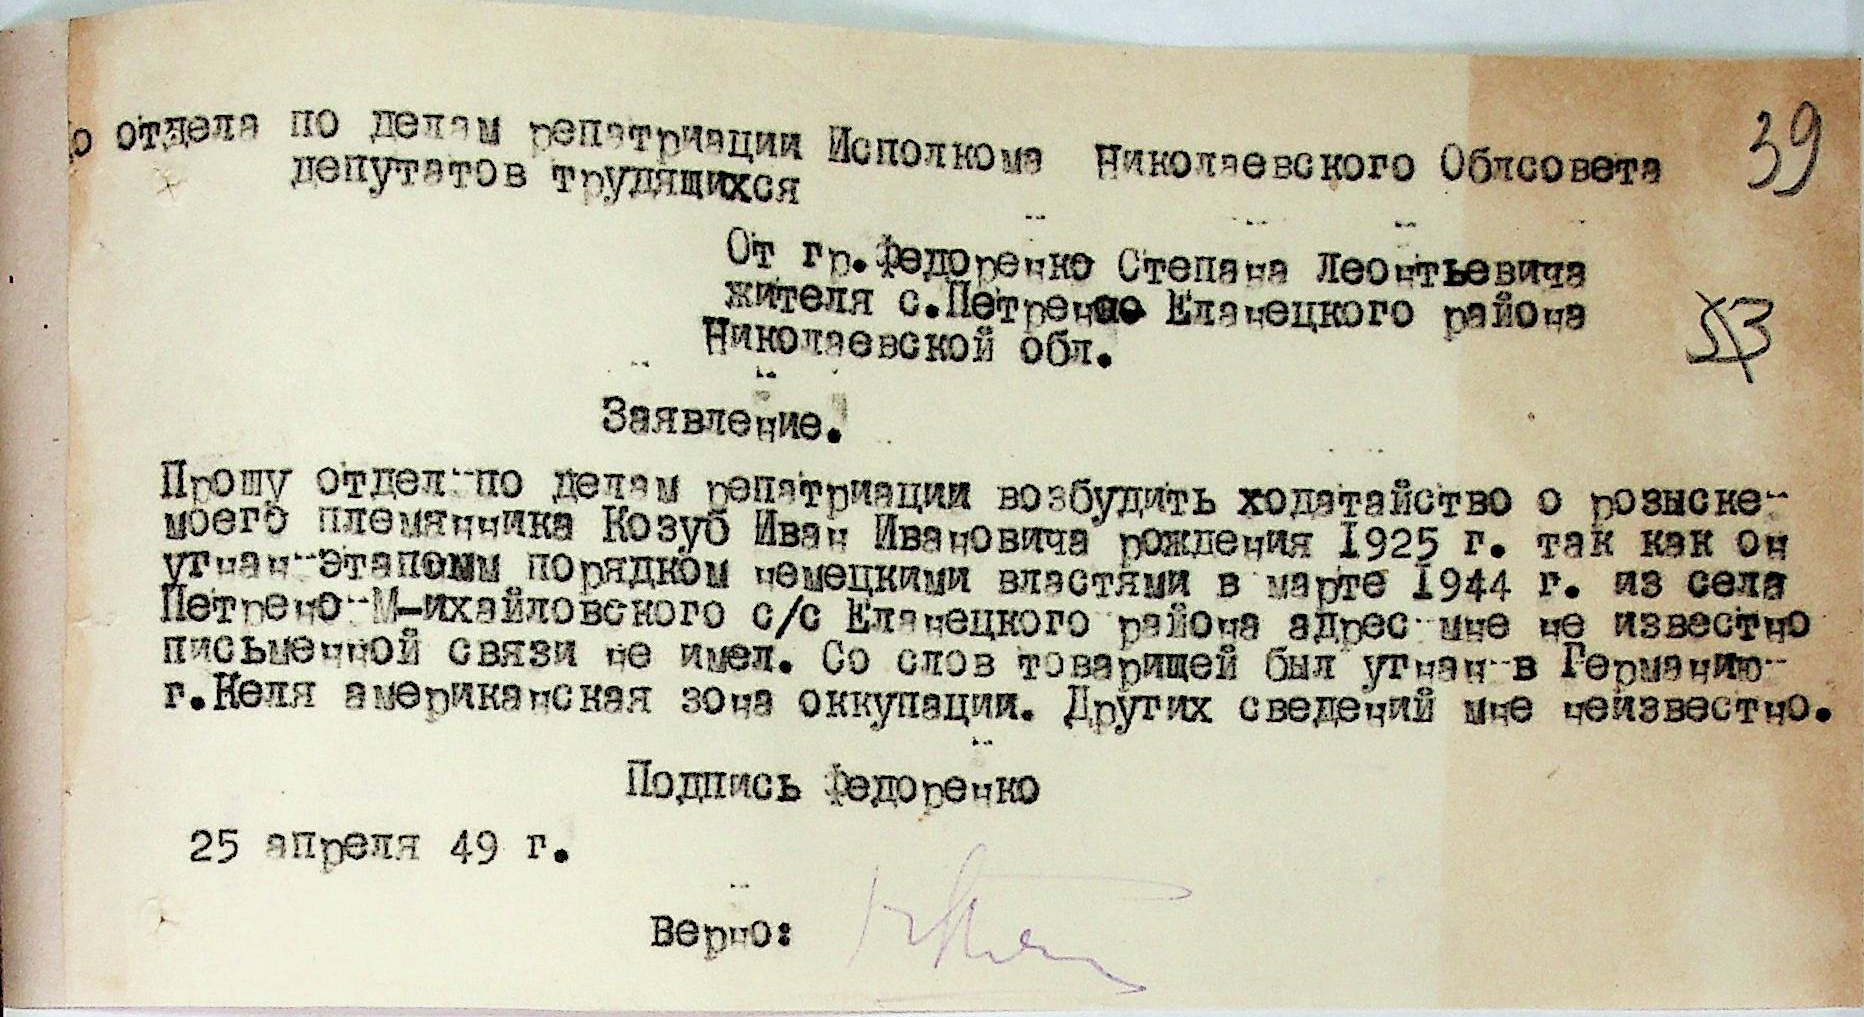 до отдела по делам репатриации Исполкома Николаевского Облсовета
депутатов трудящихся
39
От гр.Федоренко Степана Леонтьевича
жителя с.Петрено Еланецкого района
Николаевской обл.
Заявление.
Прошу отдел по делам репатриации возбудить ходатайство о розыске
моего племянника Козуб Иван Ивановича рождения 1925 г. так как он
угнан этапсмы порядком немецкими властями в марте 1944 г. из села
Петрено М-ихайловского с/с Еланецкого района адрес мне не известно
письменной связи не имел. Со слов товарищей был угнан в Германию
г.Келя американская зона оккупации. Других сведений мне неизвестно.
Подпись Федоренко
25 апреля 49 г.
Верно: